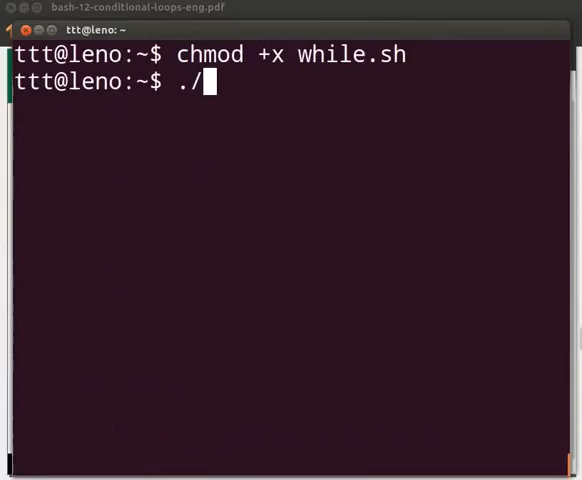 bash-12-conditional-loops-eng.pdf
ttt@leno: ~
ttt@leno:~$ chmod +x while.sh
ttt@leno:~$ ./